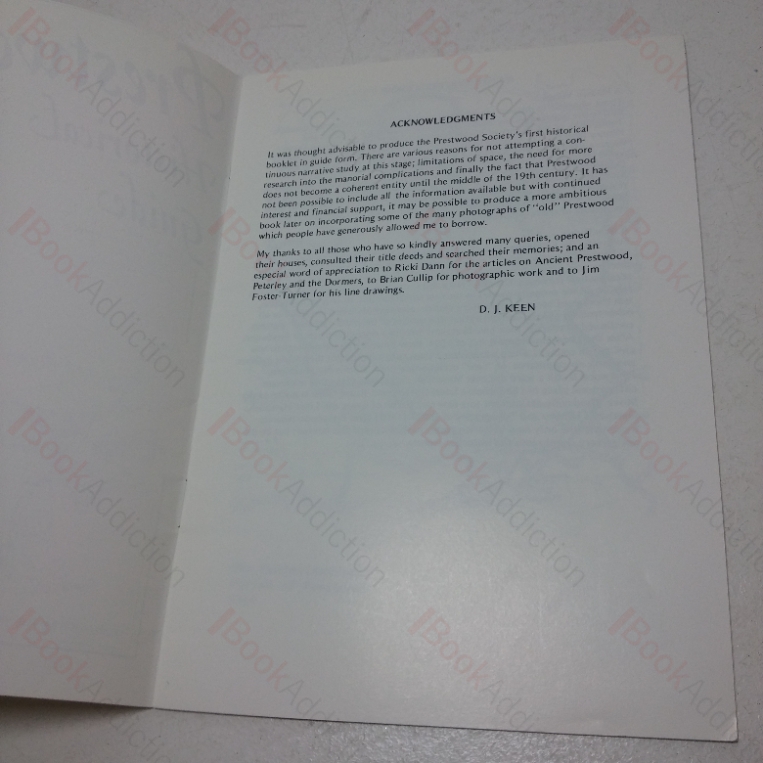 ACKNOWLEDGMENTS
It was thought advisable to produce the Prestwood Society's first historical
booklet in guide form. There are various reasons for not attempting a con-
tinuous narrative study at this stage; limitations of space, the need for more
research into the manorial complications and finally the fact that Prestwood
does not become a coherent entity until the middle of the 19th century. It has
not been possible to include all the information available but with continued
interest and financial support, it may be possible to produce a more ambitious
book later on incorporating some of the many photographs of "old" Prestwood
which people have generously allowed me to borrow.
My thanks to all those who have so kindly answered many queries, opened
their houses, consulted their title deeds and searched their memories; and an
especial word of appreciation to Ricki Dann for the articles on Ancient Prestwood,
Peterley and the Dormers, to Brian Cullip for photographic work and to Jim
Foster-Turner for his line drawings.
D. J. KEEN
BookAddiction